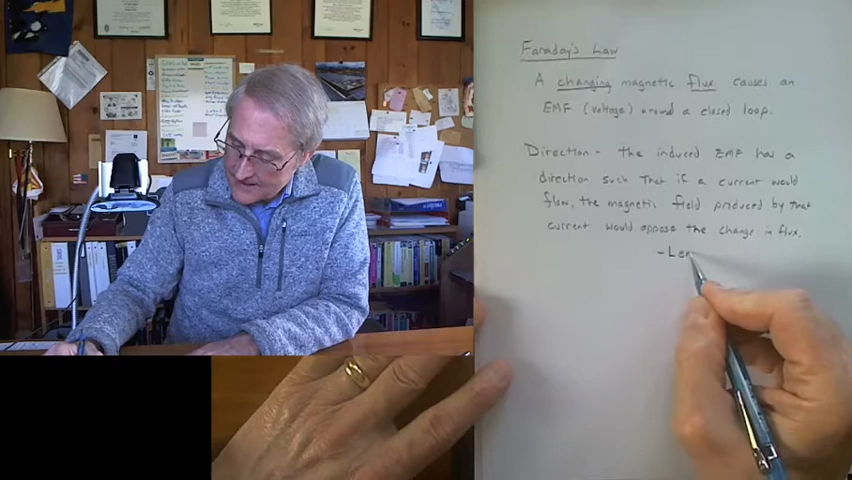 Faraday's Law
A changing magnetic flux causes an
EMF (voltage) around a closed loop.
Direction - the induced EMF has a
direction such that if a current would
flow, the magnetic field produced by that
current would oppose the change in flux.
- Len